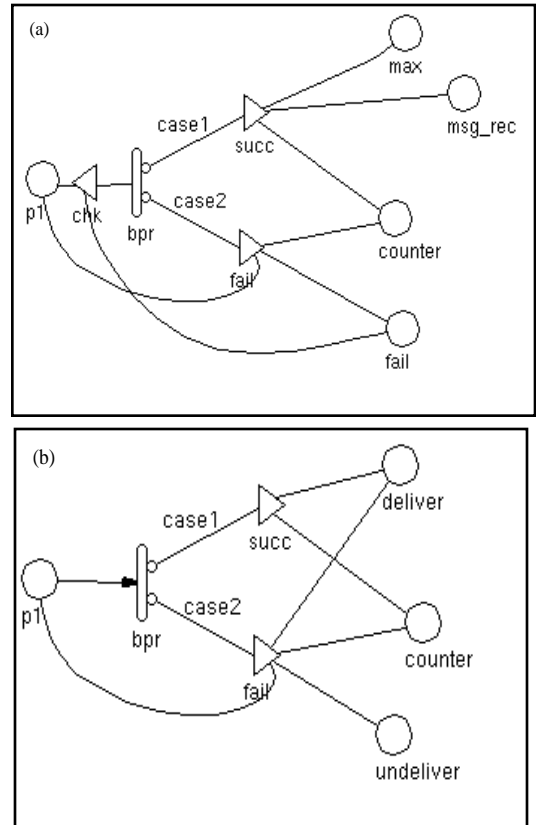 (a)
max
msg_rec
case1
succ
p1
chk
bpr
case2
fail
counter
fail
(b)
deliver
case1
succ
p1
bpr
case2
fail
counter
undeliver